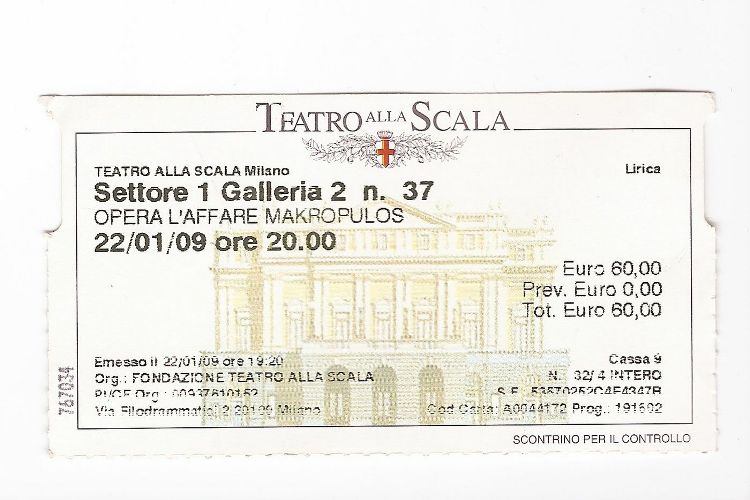 TEATRO ALLA SCALA
TEATRO ALLA SCALA Milano Lirica
Settore 1 Galleria 2 n. 37
OPERA L'AFFARE MAKROPULOS
22/01/09 ore 20.00
Euro 60,00
Prev. Euro 0,00
Tot. Euro 60,00
Emesso il 22/01/09 ore 19:20 Cassa 9
Org.: FONDAZIONE TEATRO ALLA SCALA N. 32/4 INTERO
Org.: 00937610152 S.F.
Via Filodrammatici 2 20100 Milano Cod Carta: A0044172 Prog.: 191602
767034
SCONTRINO PER IL CONTROLLO